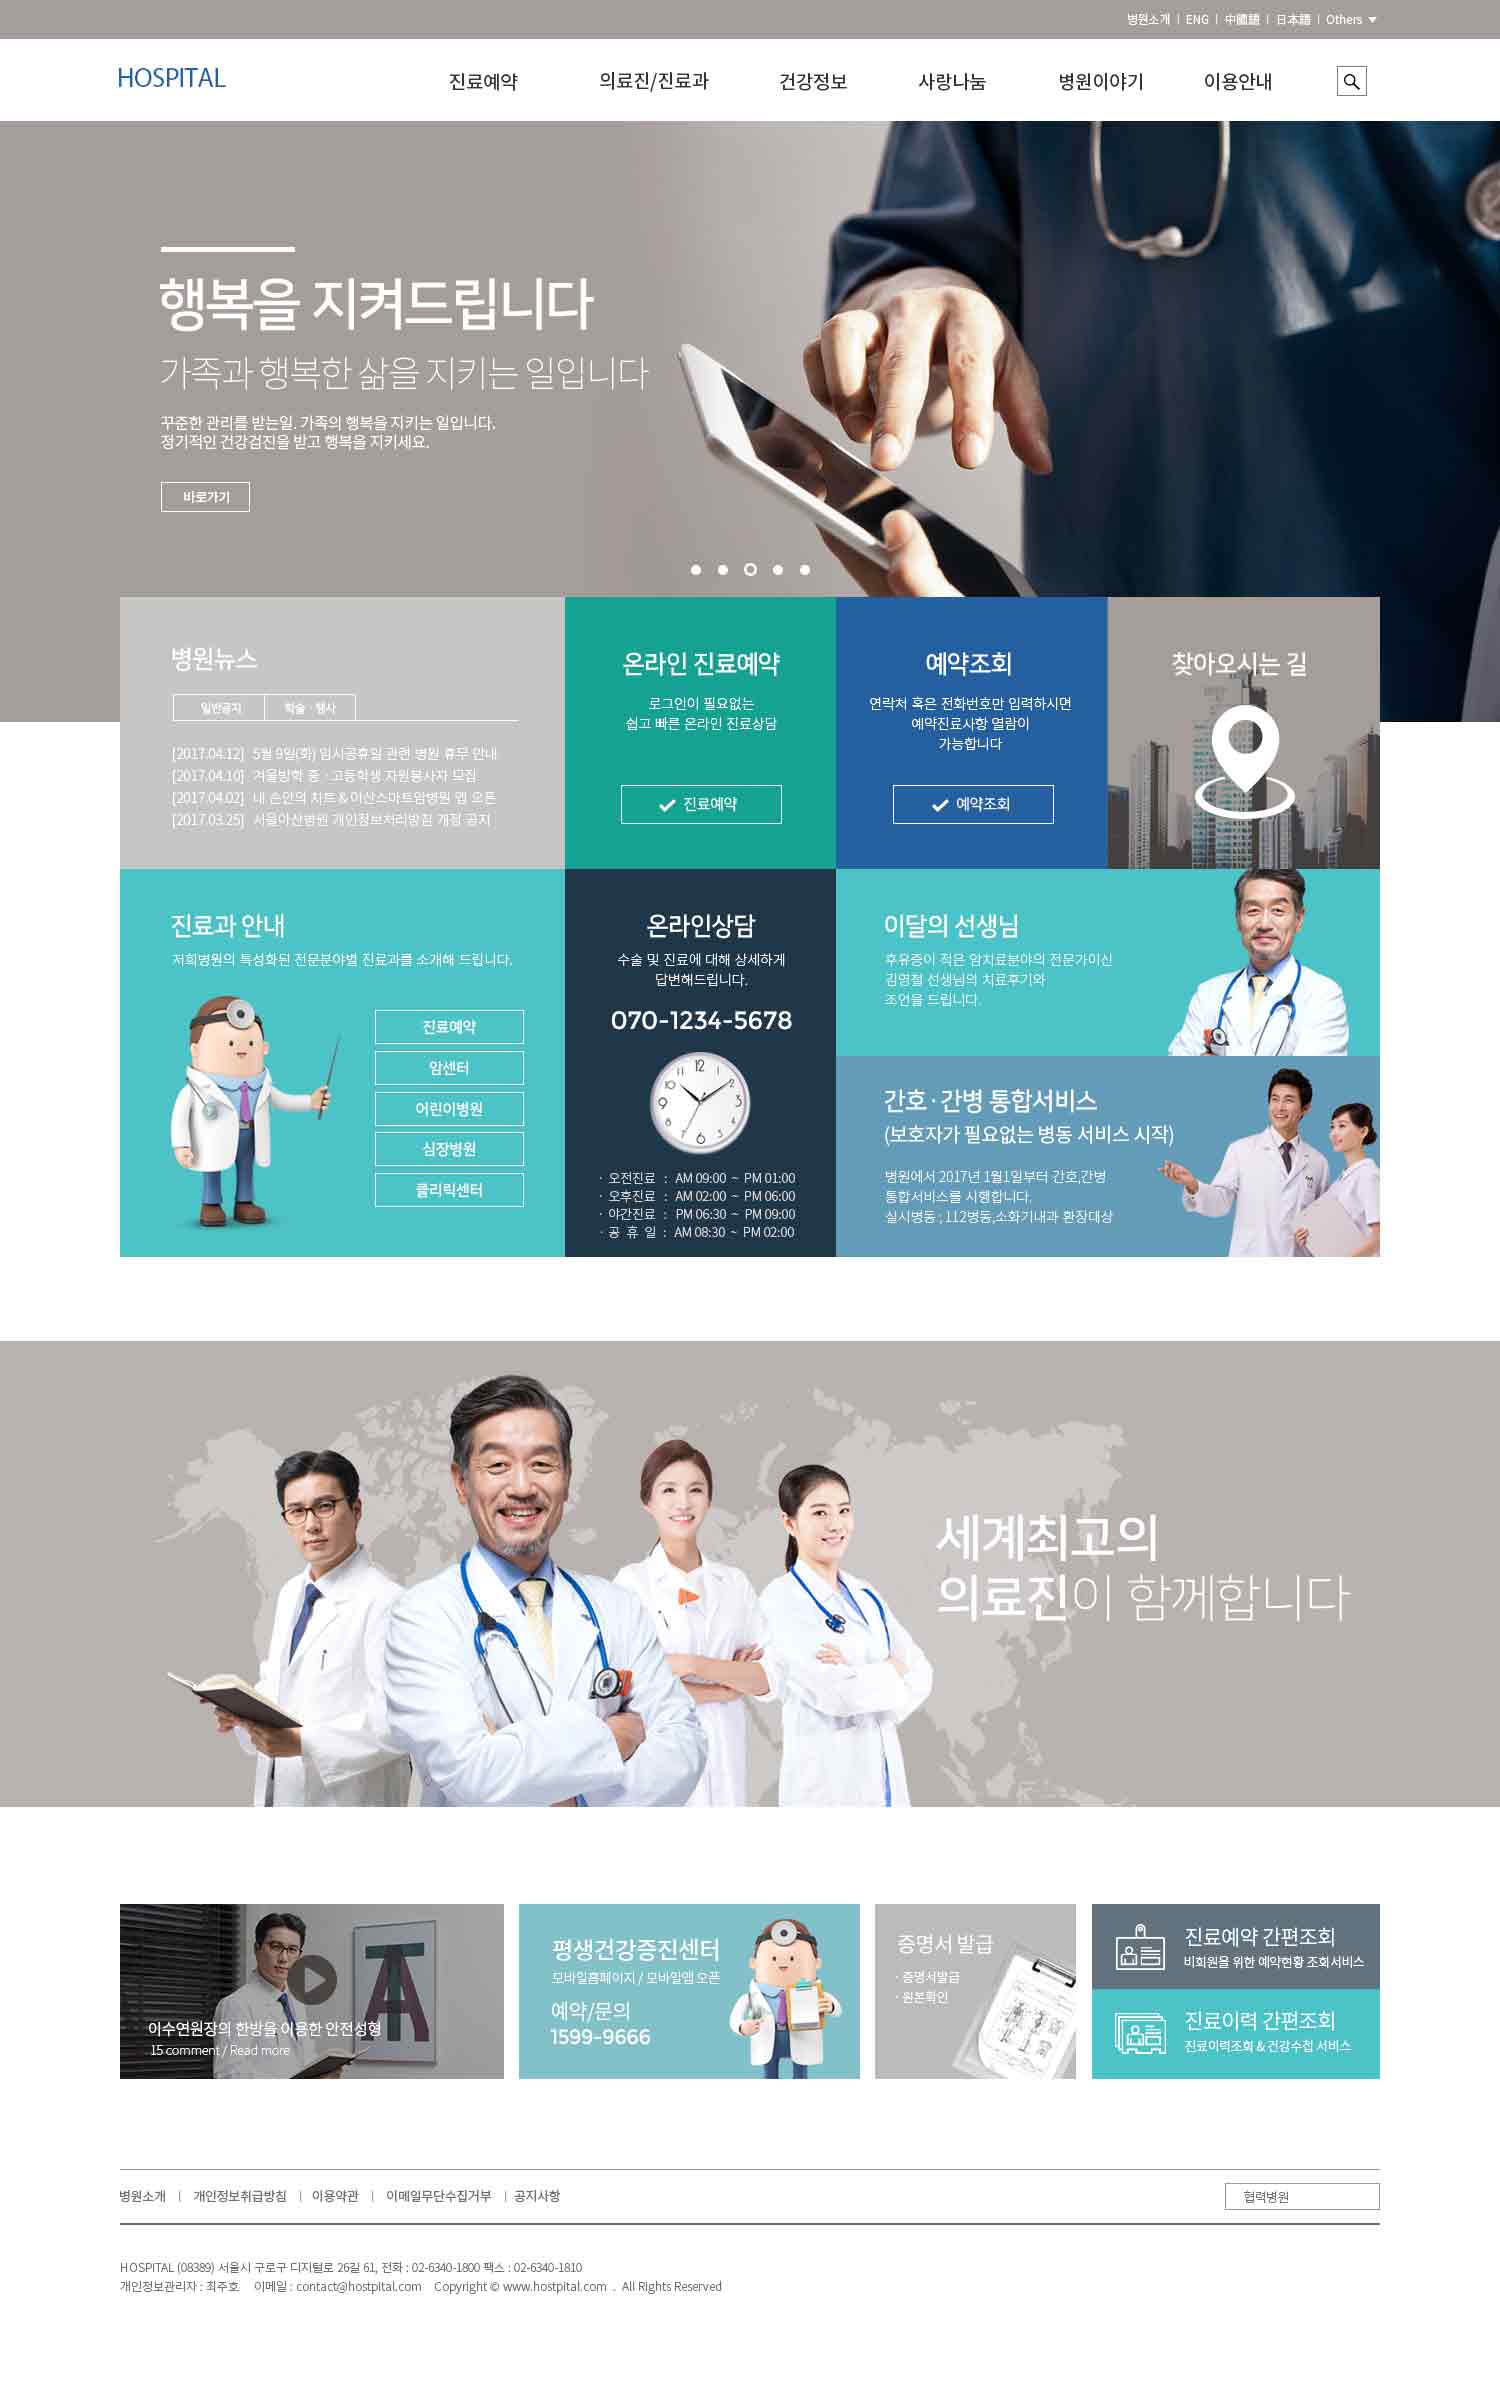 병원소개 | ENG | 中國語 | 日本語 | Others
HOSPITAL
진료예약
의료진/진료과
건강정보
사랑나눔
병원이야기
이용안내
행복을 지켜드립니다
가족과 행복한 삶을 지키는 일입니다
꾸준한 관리를 받는일. 가족의 행복을 지키는 일입니다.
정기적인 건강검진을 받고 행복을 지키세요.
바로가기
병원뉴스
일반공지
학술 · 행사
[2017.04.12] 5월 9일(화) 임시공휴일 관련 병원 휴무 안내
[2017.04.10] 겨울방학 중 · 고등학생 자원봉사자 모집
[2017.04.02] 내 손안의 차트 & 아산스마트암병원 앱 오픈
[2017.03.25] 서울아산병원 개인정보처리방침 개정 공지
온라인 진료예약
로그인이 필요없는
쉽고 빠른 온라인 진료상담
진료예약
예약조회
연락처 혹은 전화번호만 입력하시면
예약진료사항 열람이
가능합니다
예약조회
찾아오시는 길
진료과 안내
저희병원의 특성화된 전문분야별 진료과를 소개해 드립니다.
진료예약
암센터
어린이병원
심장병원
클리릭센터
온라인상담
수술 및 진료에 대해 상세하게
답변해드립니다.
070-1234-5678
12
1
2
3
4
5
6
7
8
9
10
11
· 오전진료 : AM 09:00 ~ PM 01:00
· 오후진료 : AM 02:00 ~ PM 06:00
· 야간진료 : PM 06:30 ~ PM 09:00
· 공 휴 일 : AM 08:30 ~ PM 02:00
이달의 선생님
후유증이 적은 암치료분야의 전문가이신
김영철 선생님의 치료후기와
조언을 드립니다.
간호 · 간병 통합서비스
(보호자가 필요없는 병동 서비스 시작)
병원에서 2017년 1월1일부터 간호,간병
통합서비스를 시행합니다.
실시병동 ; 112병동,소화기내과 환장대상
세계최고의
의료진이 함께합니다
이수연원장의 한방을 이용한 안전성형
15 comment / Read more
평생건강증진센터
모바일홈페이지 / 모바일앱 오픈
예약/문의
1599-9666
증명서 발급
· 증명서발급
· 원본확인
진료예약 간편조회
비회원을 위한 예약현황 조회서비스
진료이력 간편조회
진료이력조회 & 건강수첩 서비스
병원소개 | 개인정보취급방침 | 이용약관 | 이메일무단수집거부 | 공지사항
협력병원
HOSPITAL (08389) 서울시 구로구 디지털로 26길 61, 전화 : 02-6340-1800 팩스 : 02-6340-1810
개인정보관리자 : 최주호 이메일 : contact@hostpital.com Copyright © www.hostpital.com . All Rights Reserved